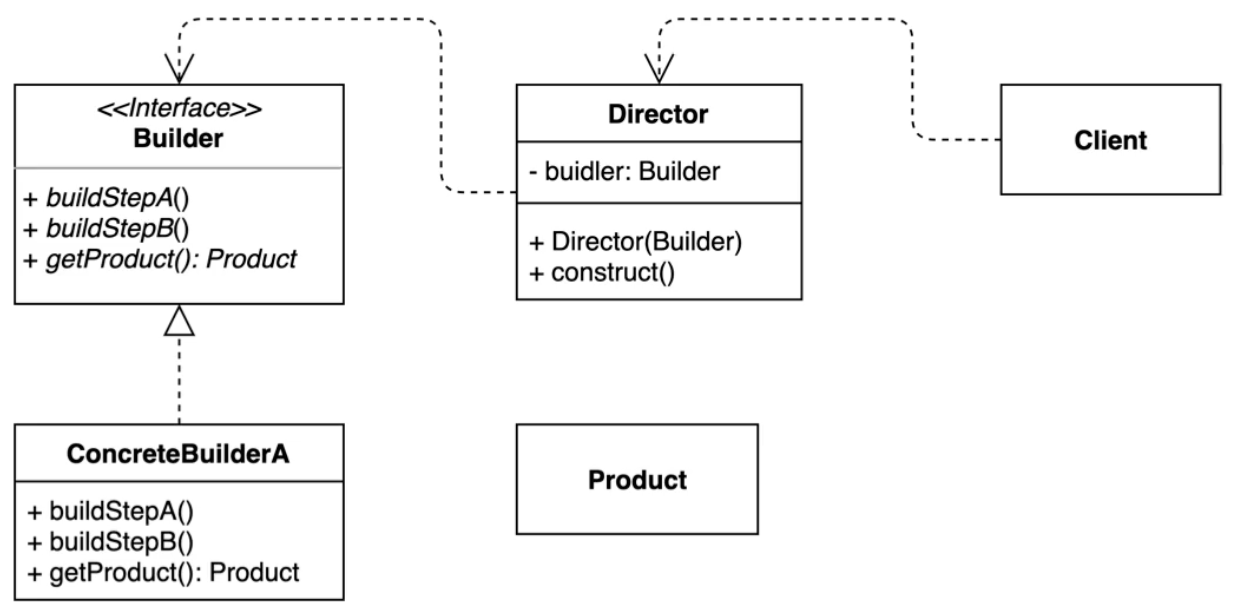 <<Interface>>
Builder
+ buildStepA()
+ buildStepB()
+ getProduct(): Product
Director
- buidler: Builder
+ Director(Builder)
+ construct()
Client
ConcreteBuilderA
+ buildStepA()
+ buildStepB()
+ getProduct(): Product
Product